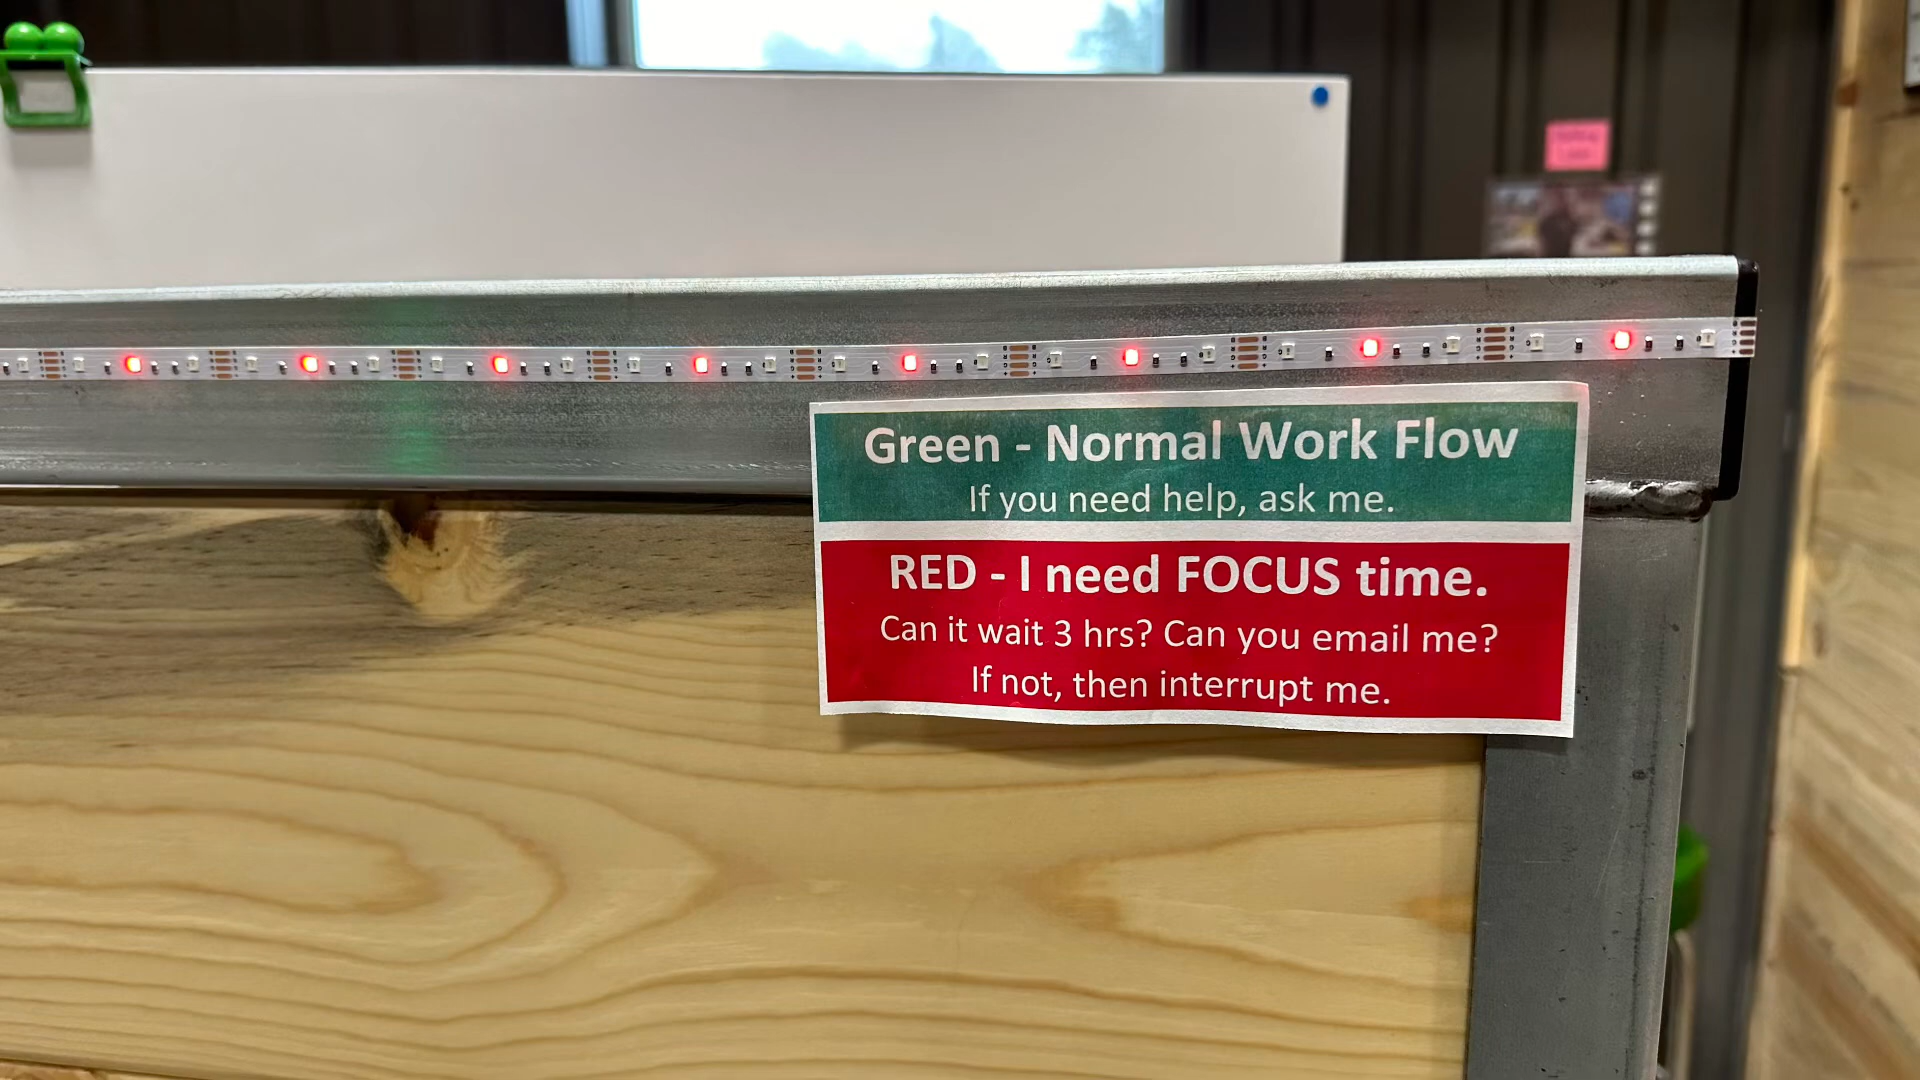 Green - Normal Work Flow
If you need help, ask me.
RED - I need FOCUS time.
Can it wait 3 hrs? Can you email me?
If not, then interrupt me.